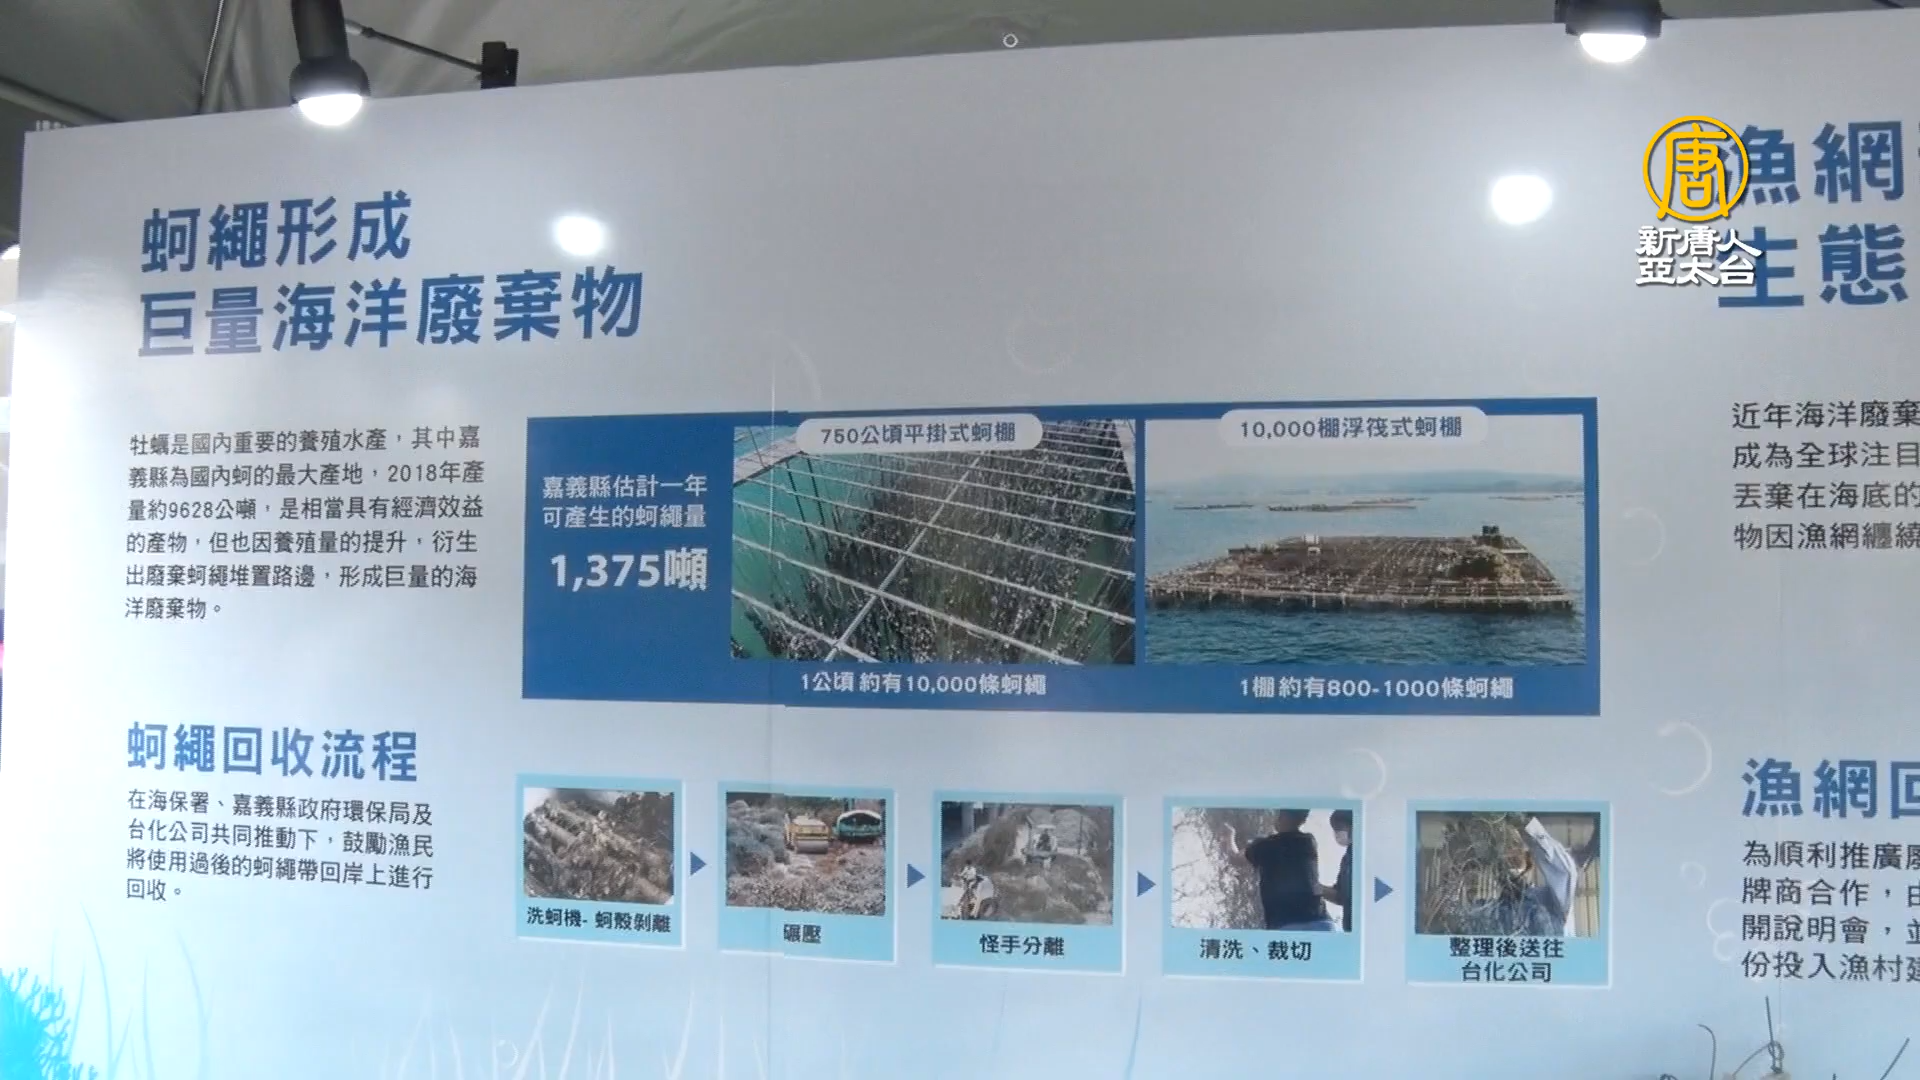 蚵繩形成
巨量海洋廢棄物
牡蠣是國內重要的養殖水產，其中嘉
義縣為國內蚵的最大產地，2018年產
量約9628公噸，是相當具有經濟效益
的產物，但也因養殖量的提升，衍生
出廢棄蚵繩堆置路邊，形成巨量的海
洋廢棄物。
嘉義縣估計一年
可產生的蚵繩量
1,375噸
750公頃平掛式蚵棚
1公頃約有10,000條蚵繩
10,000棚浮筏式蚵棚
1棚約有800-1000條蚵繩
蚵繩回收流程
在海保署、嘉義縣政府環保局及
台化公司共同推動下，鼓勵漁民
將使用過後的蚵繩帶回岸上進行
回收。
洗蚵機- 蚵殼剝離
碾壓
怪手分離
清洗、裁切
整理後送往
台化公司
漁網
生態
近年海洋廢棄
成為全球注目
丟棄在海底的
物因漁網纏繞
漁網回
為順利推廣廢
牌商合作，由
開說明會，並
份投入漁村建
唐
新唐人
亞太台